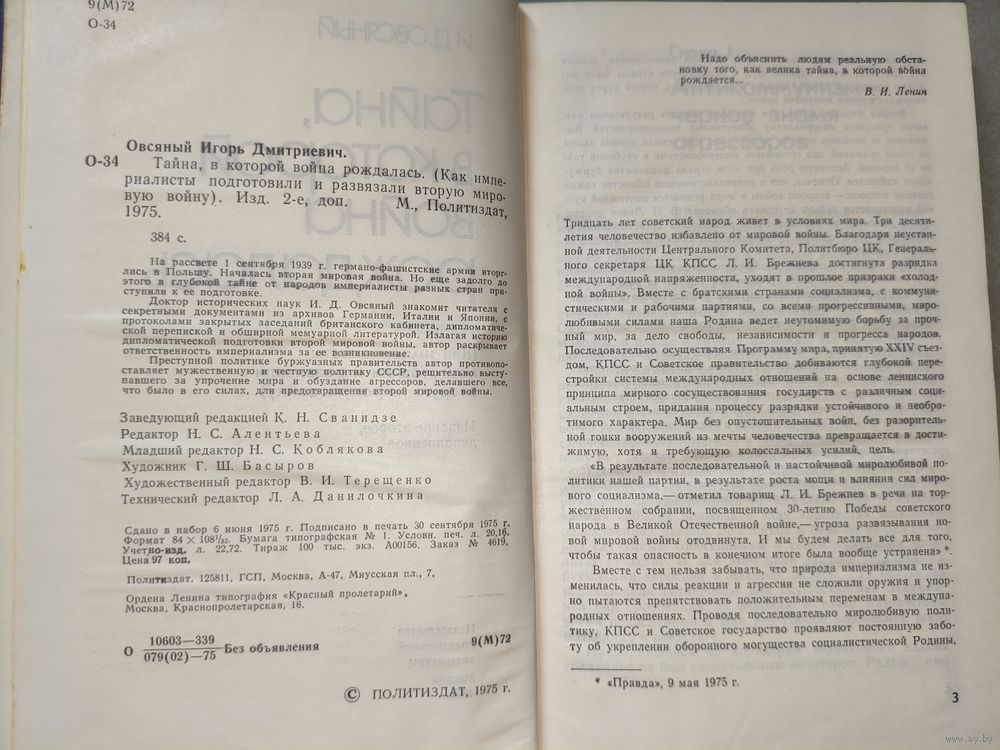 9(М)72
О-34
Овсяный Игорь Дмитриевич.
О-34
Тайна, в которой война рождалась. (Как импе-
риалисты подготовили и развязали вторую миро-
вую войну). Изд. 2-е, доп. М., Политиздат,
1975.
384 с.
На рассвете 1 сентября 1939 г. германо-фашистские армии вторг-
лись в Польшу. Началась вторая мировая война. Но еще задолго до
этого в глубокой тайне от народов империалисты разных стран при-
ступили к ее подготовке.
Доктор исторических наук И. Д. Овсяный знакомит читателя с
секретными документами из архивов Германии, Италии и Японии, с
протоколами закрытых заседаний британского кабинета, дипломатиче-
ской перепиской и обширной мемуарной литературой. Излагая историю
дипломатической подготовки второй мировой войны, автор раскрывает
ответственность империализма за ее возникновение.
Преступной политике буржуазных правительств автор противопо-
ставляет мужественную и честную политику СССР, решительно высту-
павшего за упрочение мира и обуздание агрессоров, делавшего все,
что было в его силах, для предотвращения второй мировой войны.
Заведующий редакцией К. Н. Сванидзе
Редактор Н. С. Алентьева
Младший редактор Н. С. Коблякова
Художник Г. Ш. Басыров
Художественный редактор В. И. Терещенко
Технический редактор Л. А. Данилочкина
Сдано в набор 6 июня 1975 г. Подписано в печать 30 сентября 1975 г.
Формат 84 × 108¹/₃₂. Бумага типографская № 1. Условн. печ. л. 20,16.
Учетно-изд. л. 22,72. Тираж 100 тыс. экз. А00156. Заказ № 4619.
Цена 97 коп.
Политиздат. 125811, ГСП, Москва, А-47, Миусская пл., 7.
Ордена Ленина типография «Красный пролетарий».
Москва, Краснопролетарская, 16.
О 10603—339
079(02)—75 Без объявления 9(М)72
© ПОЛИТИЗДАТ, 1975 г.
Надо объяснить людям реальную обста-
новку того, как велика тайна, в которой война
рождается...
В. И. Ленин
Тридцать лет советский народ живет в условиях мира. Три десяти-
летия человечество избавлено от мировой войны. Благодаря неустан-
ной деятельности Центрального Комитета, Политбюро ЦК, Генераль-
ного секретаря ЦК КПСС Л. И. Брежнева достигнута разрядка
международной напряженности, уходят в прошлое призраки «холод-
ной войны». Вместе с братскими странами социализма, с коммуни-
стическими и рабочими партиями, со всеми прогрессивными, миро-
любивыми силами наша Родина ведет неутомимую борьбу за проч-
ный мир, за дело свободы, независимости и прогресса народов.
Последовательно осуществляя Программу мира, принятую XXIV съез-
дом, КПСС и Советское правительство добиваются глубокой пере-
стройки системы международных отношений на основе ленинского
принципа мирного сосуществования государств с различным соци-
альным строем, придания процессу разрядки устойчивого и необра-
тимого характера. Мир без опустошительных войн, без разоритель-
ной гонки вооружений из мечты человечества превращается в дости-
жимую, хотя и требующую колоссальных усилий, цель.
«В результате последовательной и настойчивой миролюбивой по-
литики нашей партии, в результате роста мощи и влияния сил миро-
вого социализма,— отметил товарищ Л. И. Брежнев в речи на тор-
жественном собрании, посвященном 30-летию Победы советского
народа в Великой Отечественной войне,— угроза развязывания но-
вой мировой войны отодвинута. И мы будем делать все для того,
чтобы такая опасность в конечном итоге была вообще устранена» *.
Вместе с тем нельзя забывать, что природа империализма не из-
менилась, что силы реакции и агрессии не сложили оружия и упор-
но пытаются препятствовать положительным переменам в междуна-
родных отношениях. Проводя последовательно миролюбивую поли-
тику, КПСС и Советское государство проявляют постоянную забо-
ту об укреплении оборонного могущества социалистической Родины,
* «Правда», 9 мая 1975 г.
3
www.ay.by